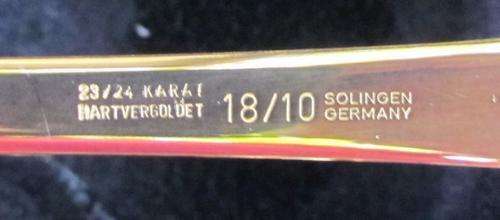 23/24 KARAT
HARTVERGOLDET
18/10
SOLINGEN
GERMANY